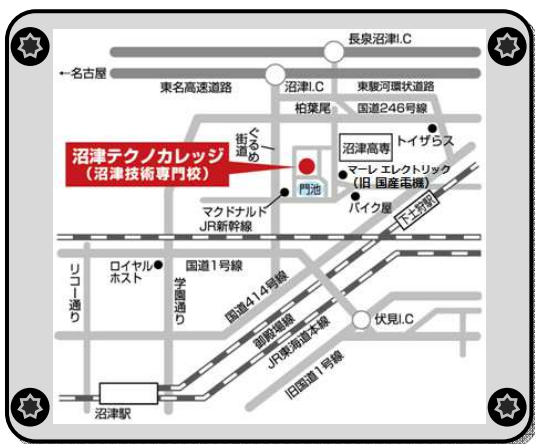 長泉沼津I.C
←名古屋
東名高速道路
沼津I.C
東駿河環状道路
柏葉尾
国道246号線
ぐるめ
街道
沼津高専
トイザらス
沼津テクノカレッジ
(沼津技術専門校)
マーレ エレクトリック
(旧 国産電機)
門池
マクドナルド
バイク屋
下土狩駅
JR新幹線
ロイヤル
ホスト
国道1号線
リコー通り
学園通り
国道414号線
御殿場線
JR東海道本線
伏見I.C
旧国道1号線
沼津駅